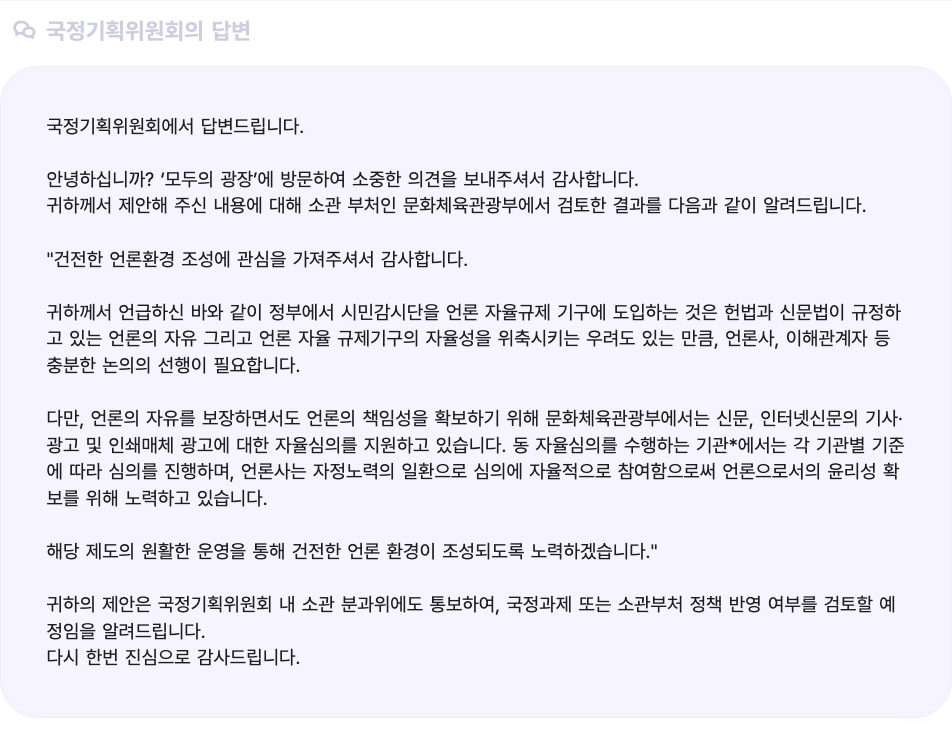 국정기획위원회의 답변
국정기획위원회에서 답변드립니다.
안녕하십니까? ‘모두의 광장’에 방문하여 소중한 의견을 보내주셔서 감사합니다.
귀하께서 제안해 주신 내용에 대해 소관 부처인 문화체육관광부에서 검토한 결과를 다음과 같이 알려드립니다.
"건전한 언론환경 조성에 관심을 가져주셔서 감사합니다.
귀하께서 언급하신 바와 같이 정부에서 시민감시단을 언론 자율규제 기구에 도입하는 것은 헌법과 신문법이 규정하
고 있는 언론의 자유 그리고 언론 자율 규제기구의 자율성을 위축시키는 우려도 있는 만큼, 언론사, 이해관계자 등
충분한 논의의 선행이 필요합니다.
다만, 언론의 자유를 보장하면서도 언론의 책임성을 확보하기 위해 문화체육관광부에서는 신문, 인터넷신문의 기사·
광고 및 인쇄매체 광고에 대한 자율심의를 지원하고 있습니다. 동 자율심의를 수행하는 기관*에서는 각 기관별 기준
에 따라 심의를 진행하며, 언론사는 자정노력의 일환으로 심의에 자율적으로 참여함으로써 언론으로서의 윤리성 확
보를 위해 노력하고 있습니다.
해당 제도의 원활한 운영을 통해 건전한 언론 환경이 조성되도록 노력하겠습니다."
귀하의 제안은 국정기획위원회 내 소관 분과위에도 통보하여, 국정과제 또는 소관부처 정책 반영 여부를 검토할 예
정임을 알려드립니다.
다시 한번 진심으로 감사드립니다.